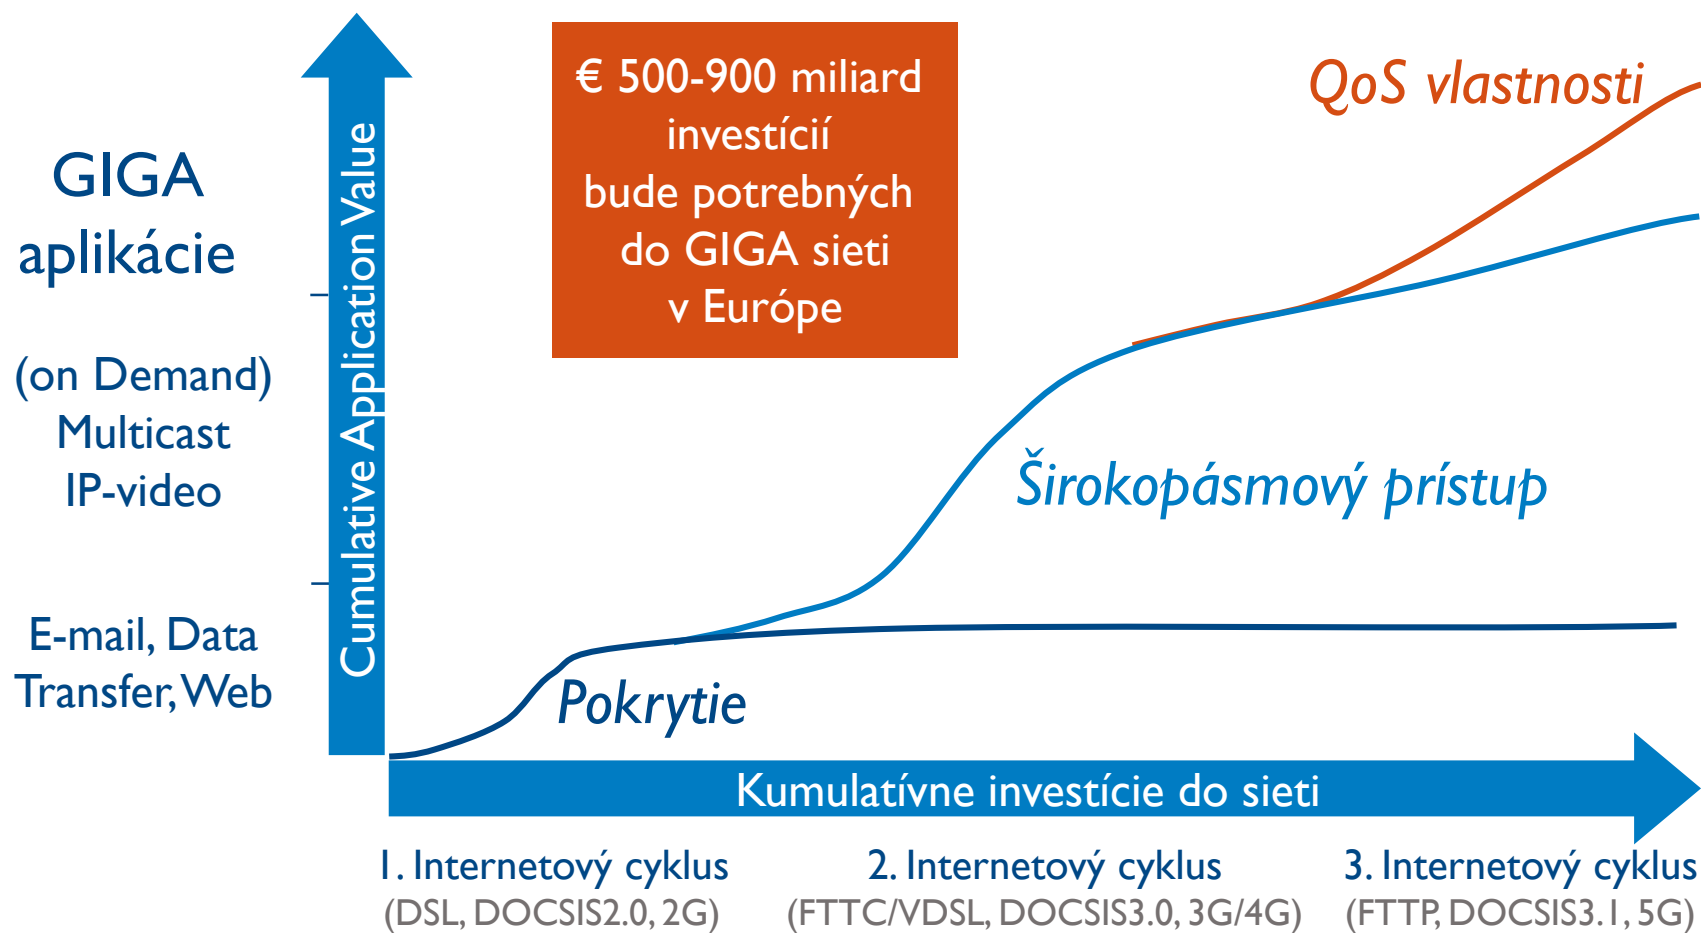 € 500-900 miliard
investícií
bude potrebných
do GIGA sieti
v Európe
QoS vlastnosti
GIGA
aplikácie
(on Demand)
Multicast
IP-video
E-mail, Data
Transfer, Web
Cumulative Application Value
Širokopásmový prístup
Pokrytie
Kumulatívne investície do sieti
1. Internetový cyklus
(DSL, DOCSIS2.0, 2G)
2. Internetový cyklus
(FTTC/VDSL, DOCSIS3.0, 3G/4G)
3. Internetový cyklus
(FTTP, DOCSIS3.1, 5G)